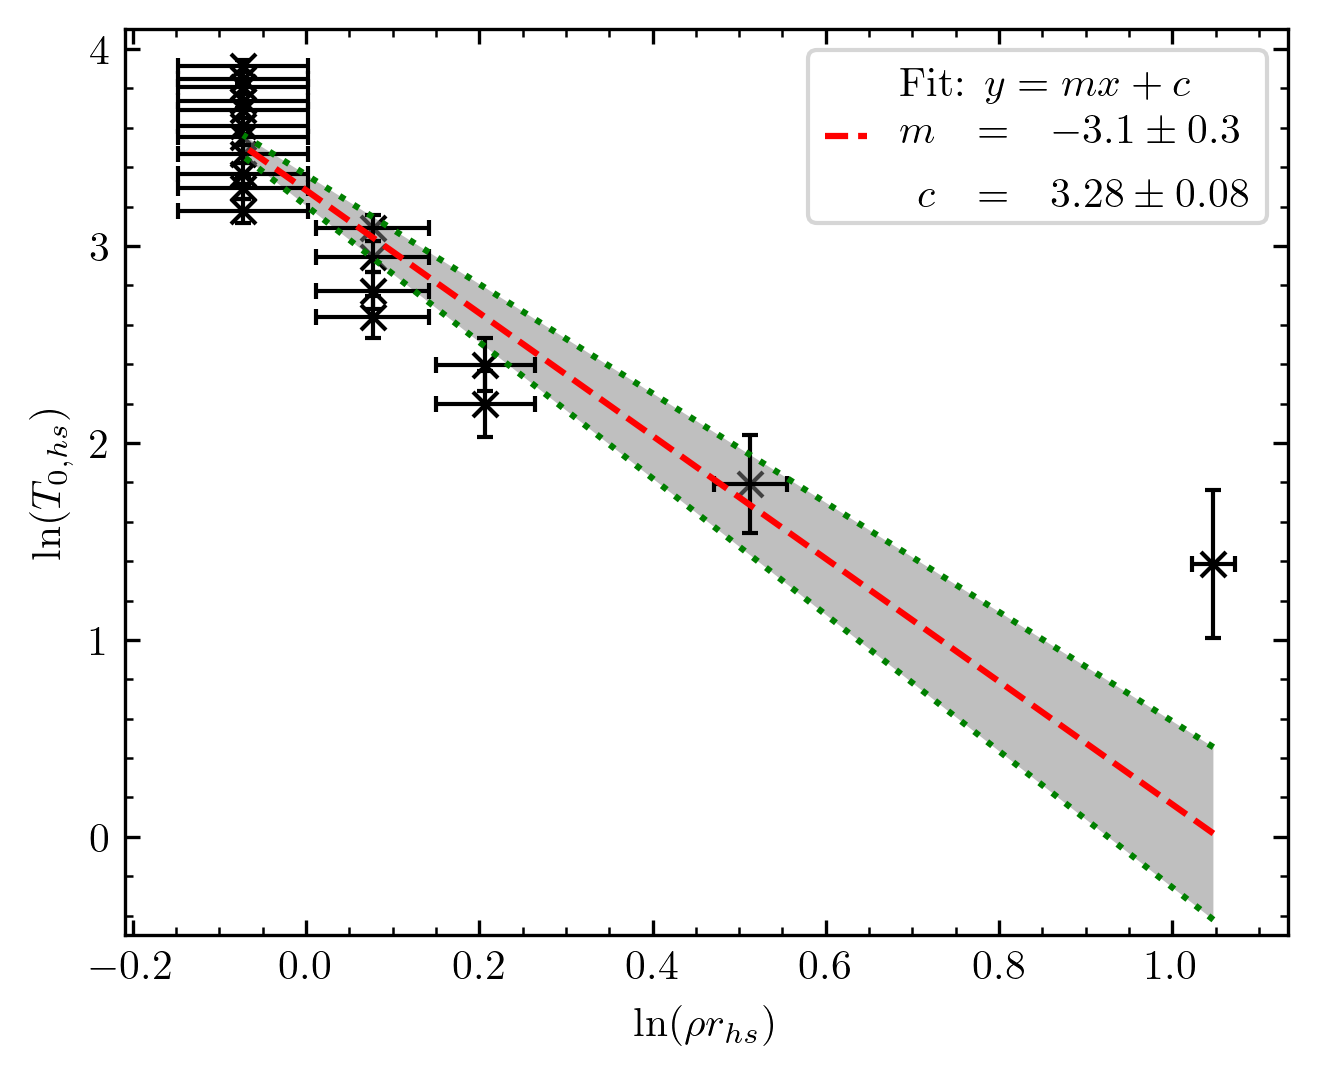 4
3
2
1
0
−0.2 0.0 0.2 0.4 0.6 0.8 1.0
ln(T₀,ₕₛ)
ln(ρrₕₛ)
Fit: y = mx + c
m = −3.1 ± 0.3
c = 3.28 ± 0.08